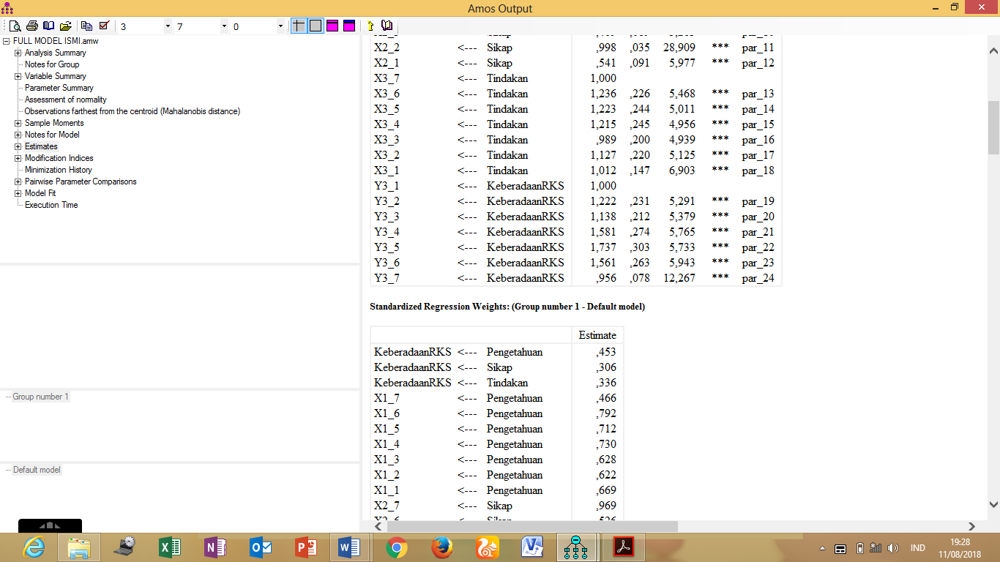 Amos Output
3 7 0
FULL MODEL ISMI.amw
Analysis Summary
Notes for Group
Variable Summary
Parameter Summary
Assessment of normality
Observations farthest from the centroid (Mahalanobis distance)
Sample Moments
Notes for Model
Estimates
Modification Indices
Minimization History
Pairwise Parameter Comparisons
Model Fit
Execution Time
Group number 1
Default model
X2_2 <--- Sikap ,998 ,035 28,909 *** par_11
X2_1 <--- Sikap ,541 ,091 5,977 *** par_12
X3_7 <--- Tindakan 1,000
X3_6 <--- Tindakan 1,236 ,226 5,468 *** par_13
X3_5 <--- Tindakan 1,223 ,244 5,011 *** par_14
X3_4 <--- Tindakan 1,215 ,245 4,956 *** par_15
X3_3 <--- Tindakan ,989 ,200 4,939 *** par_16
X3_2 <--- Tindakan 1,127 ,220 5,125 *** par_17
X3_1 <--- Tindakan 1,012 ,147 6,903 *** par_18
Y3_1 <--- KeberadaanRKS 1,000
Y3_2 <--- KeberadaanRKS 1,222 ,231 5,291 *** par_19
Y3_3 <--- KeberadaanRKS 1,138 ,212 5,379 *** par_20
Y3_4 <--- KeberadaanRKS 1,581 ,274 5,765 *** par_21
Y3_5 <--- KeberadaanRKS 1,737 ,303 5,733 *** par_22
Y3_6 <--- KeberadaanRKS 1,561 ,263 5,943 *** par_23
Y3_7 <--- KeberadaanRKS ,956 ,078 12,267 *** par_24
Standardized Regression Weights: (Group number 1 - Default model)
Estimate
KeberadaanRKS <--- Pengetahuan ,453
KeberadaanRKS <--- Sikap ,306
KeberadaanRKS <--- Tindakan ,336
X1_7 <--- Pengetahuan ,466
X1_6 <--- Pengetahuan ,792
X1_5 <--- Pengetahuan ,712
X1_4 <--- Pengetahuan ,730
X1_3 <--- Pengetahuan ,628
X1_2 <--- Pengetahuan ,622
X1_1 <--- Pengetahuan ,669
X2_7 <--- Sikap ,969
IND
19:28
11/08/2018